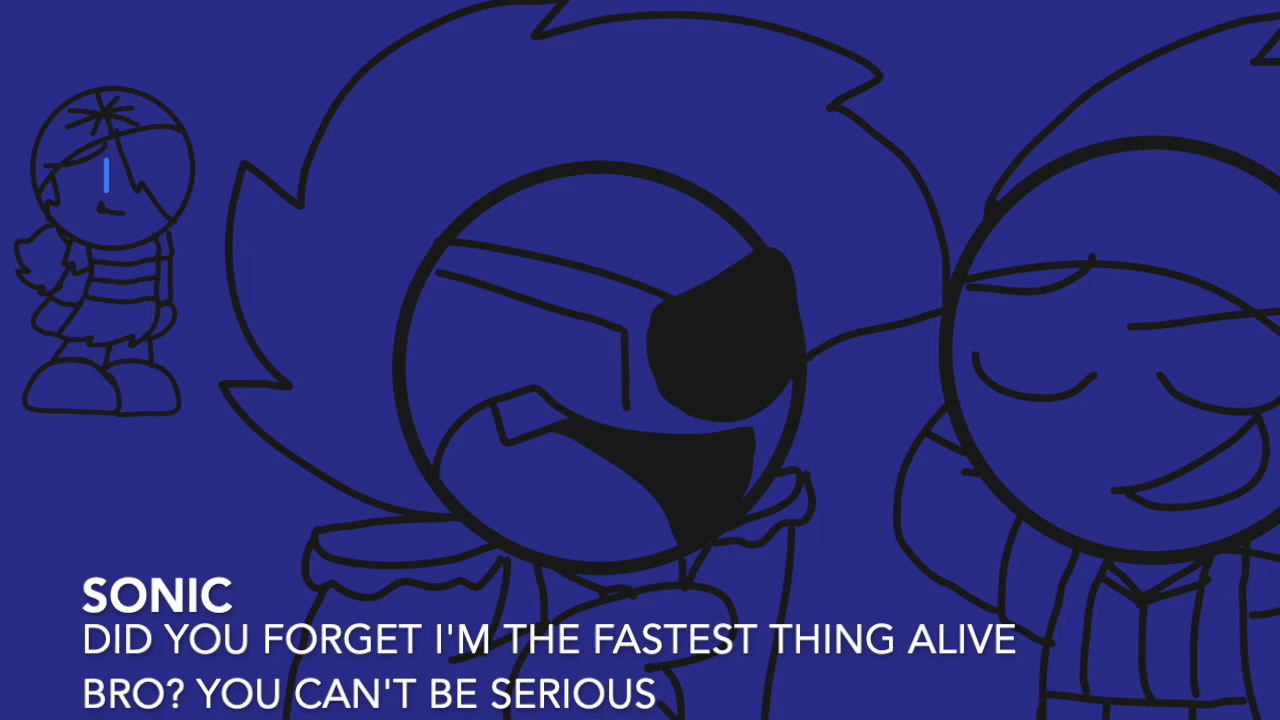 SONIC
DID YOU FORGET I'M THE FASTEST THING ALIVE
BRO? YOU CAN'T BE SERIOUS